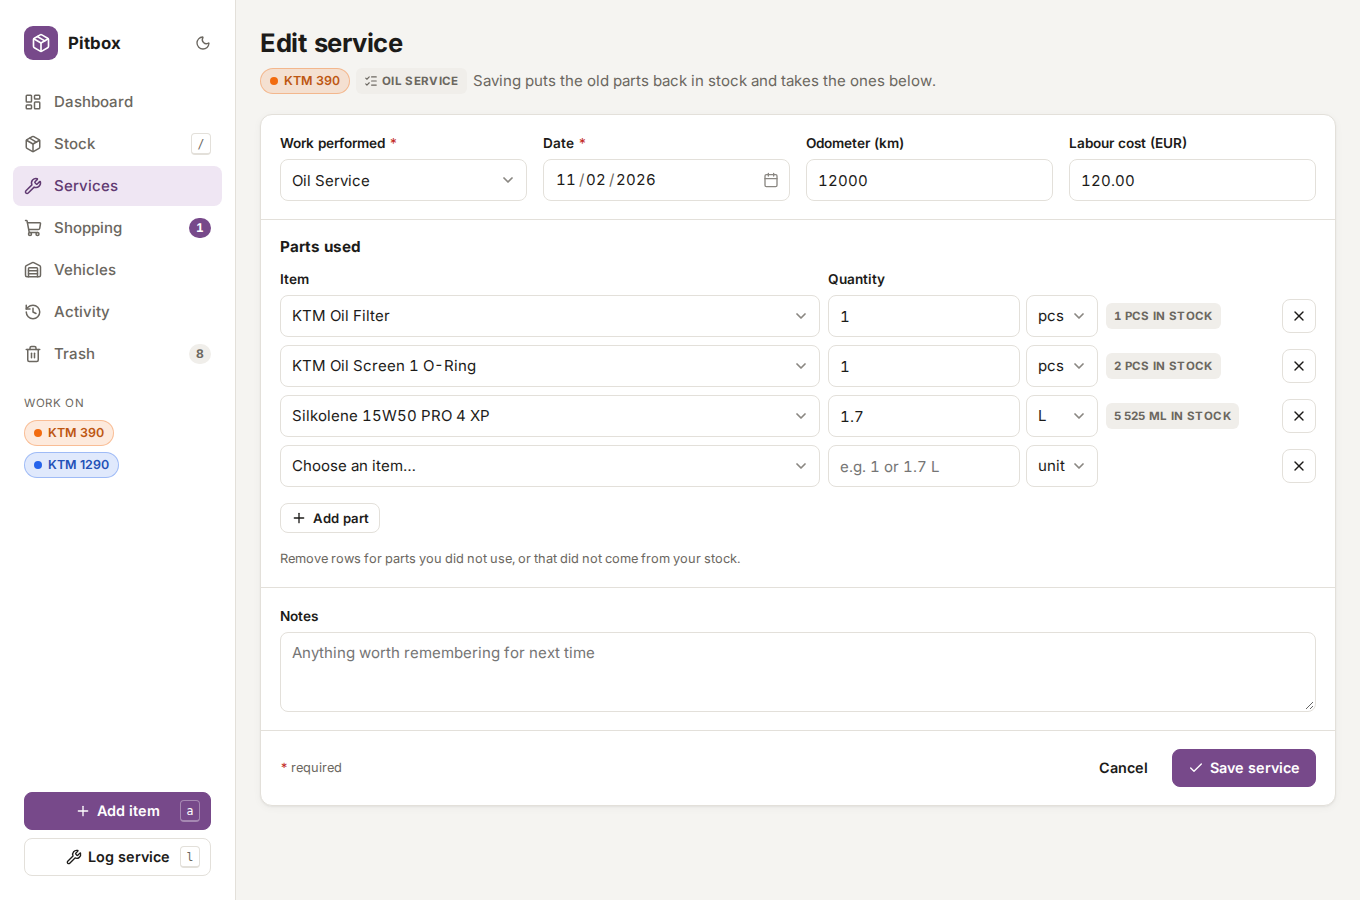 Pitbox
Dashboard
Stock /
Services
Shopping 1
Vehicles
Activity
Trash 8
WORK ON
KTM 390
KTM 1290
Add item a
Log service l
Edit service
KTM 390 OIL SERVICE Saving puts the old parts back in stock and takes the ones below.
Work performed * Date * Odometer (km) Labour cost (EUR)
Oil Service 11/02/2026 12000 120.00
Parts used
Item Quantity
KTM Oil Filter 1 pcs 1 PCS IN STOCK
KTM Oil Screen 1 O-Ring 1 pcs 2 PCS IN STOCK
Silkolene 15W50 PRO 4 XP 1.7 L 5 525 ML IN STOCK
Choose an item... e.g. 1 or 1.7 L unit
Add part
Remove rows for parts you did not use, or that did not come from your stock.
Notes
Anything worth remembering for next time
* required Cancel Save service